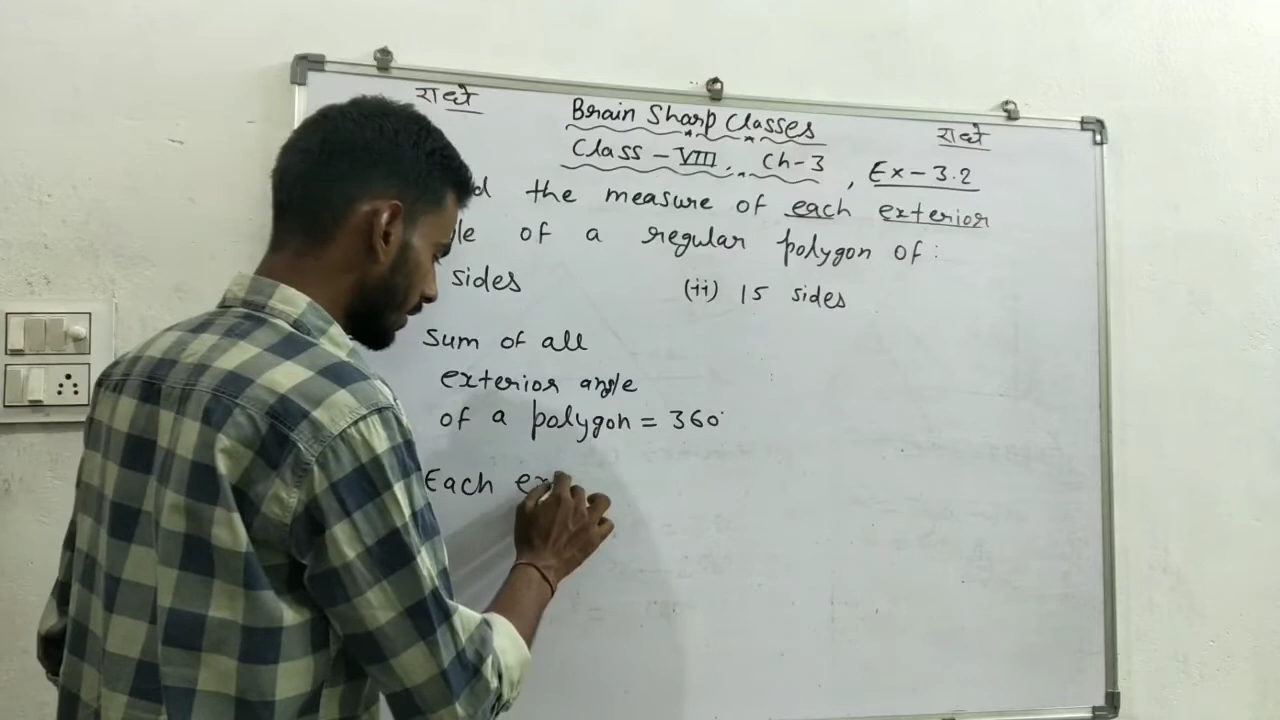 राधे राधे
Brain Sharp Classes
Class - VIII, Ch-3, Ex-3.2
the measure of each exterior
of a regular polygon of:
sides (ii) 15 sides
Sum of all
exterior angle
of a polygon = 360°
Each ex